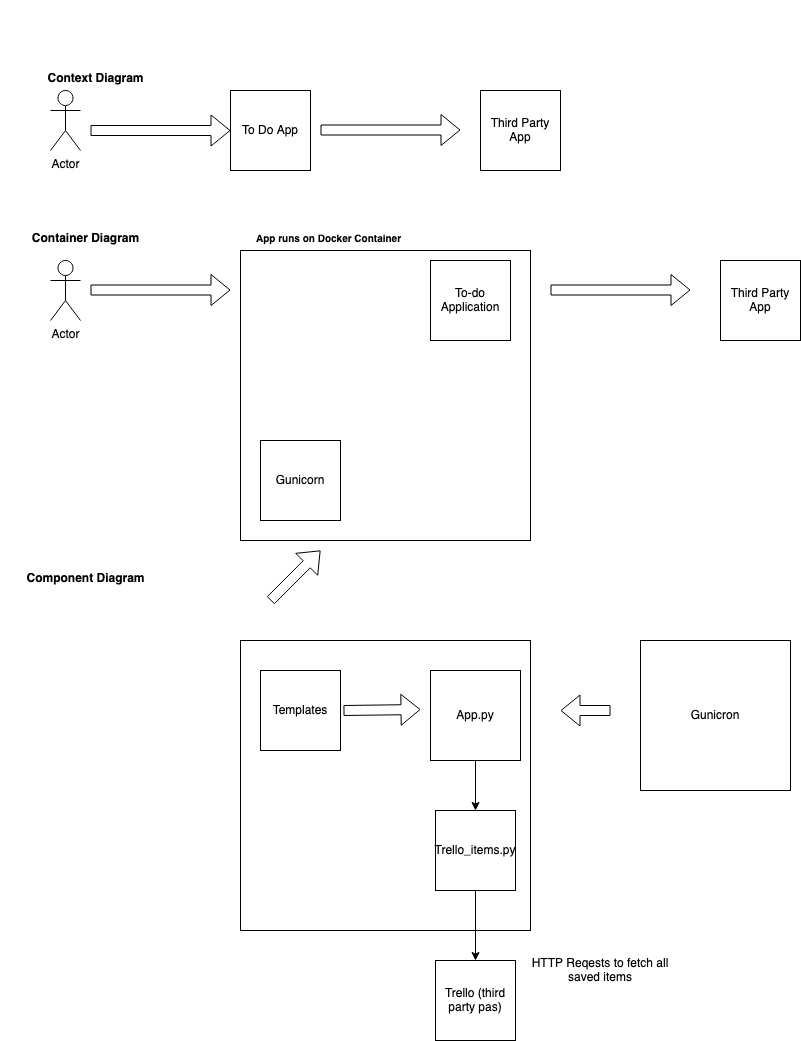 Context Diagram
To Do App
Third Party
App
Actor
Container Diagram
App runs on Docker Container
To-do
Application
Third Party
App
Actor
Gunicorn
Component Diagram
Templates
App.py
Gunicron
Trello_items.py
HTTP Reqests to fetch all
saved items
Trello (third
party pas)